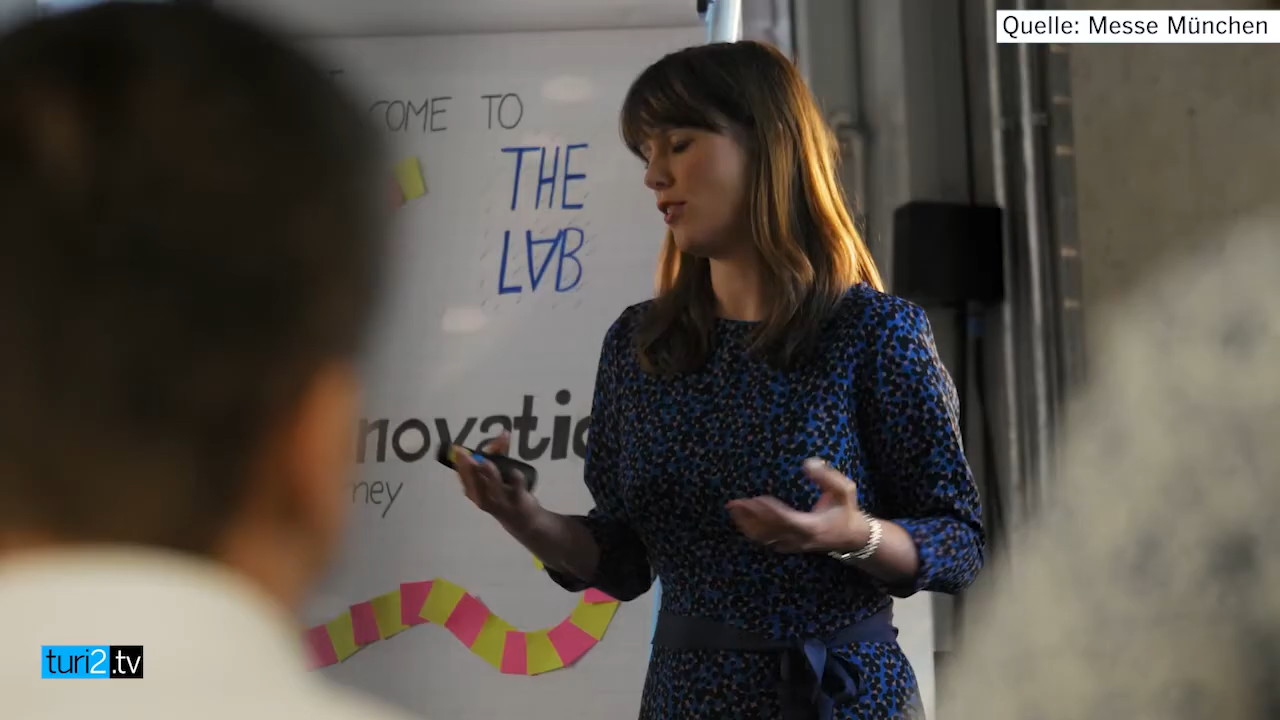 Quelle: Messe München
COME TO
THE
LAB
novatio
ney
turi2.tv